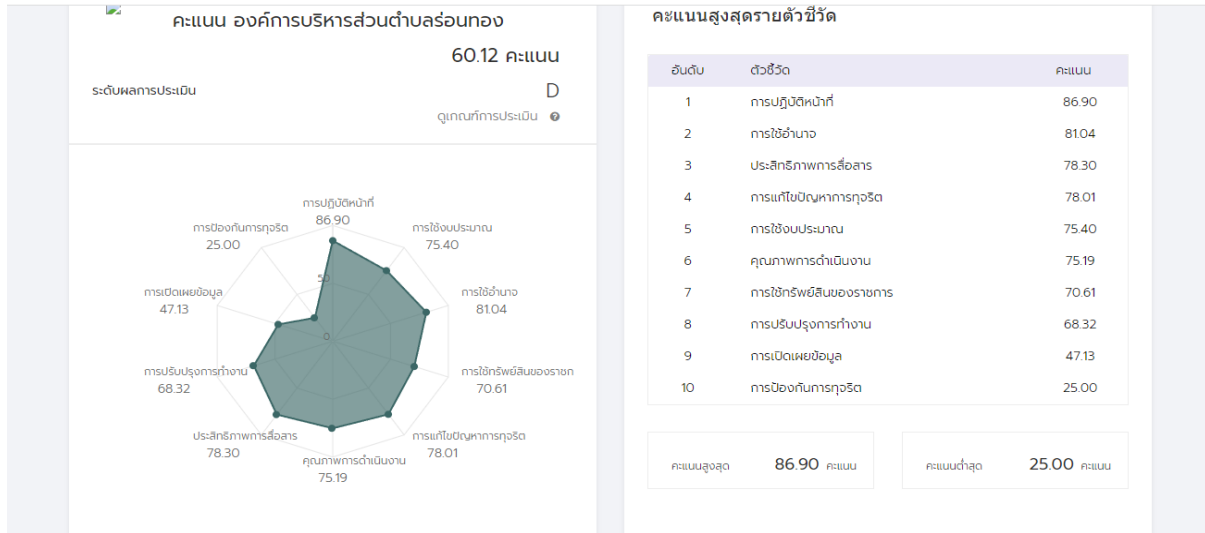 คะแนน องค์การบริหารส่วนตำบลร่อนทอง
60.12 คะแนน
ระดับผลการประเมิน D
ดูเกณฑ์การประเมิน
การปฏิบัติหน้าที่
86.90
การป้องกันการทุจริต
25.00
การใช้งบประมาณ
75.40
การเปิดเผยข้อมูล
47.13
50
การใช้อำนาจ
81.04
0
การปรับปรุงการทำงาน
68.32
การใช้ทรัพย์สินของราชก
70.61
ประสิทธิภาพการสื่อสาร
78.30
การแก้ไขปัญหาการทุจริต
78.01
คุณภาพการดำเนินงาน
75.19
คะแนนสูงสุดรายตัวชี้วัด
อันดับ ตัวชี้วัด คะแนน
1 การปฏิบัติหน้าที่ 86.90
2 การใช้อำนาจ 81.04
3 ประสิทธิภาพการสื่อสาร 78.30
4 การแก้ไขปัญหาการทุจริต 78.01
5 การใช้งบประมาณ 75.40
6 คุณภาพการดำเนินงาน 75.19
7 การใช้ทรัพย์สินของราชการ 70.61
8 การปรับปรุงการทำงาน 68.32
9 การเปิดเผยข้อมูล 47.13
10 การป้องกันการทุจริต 25.00
คะแนนสูงสุด 86.90 คะแนน
คะแนนต่ำสุด 25.00 คะแนน